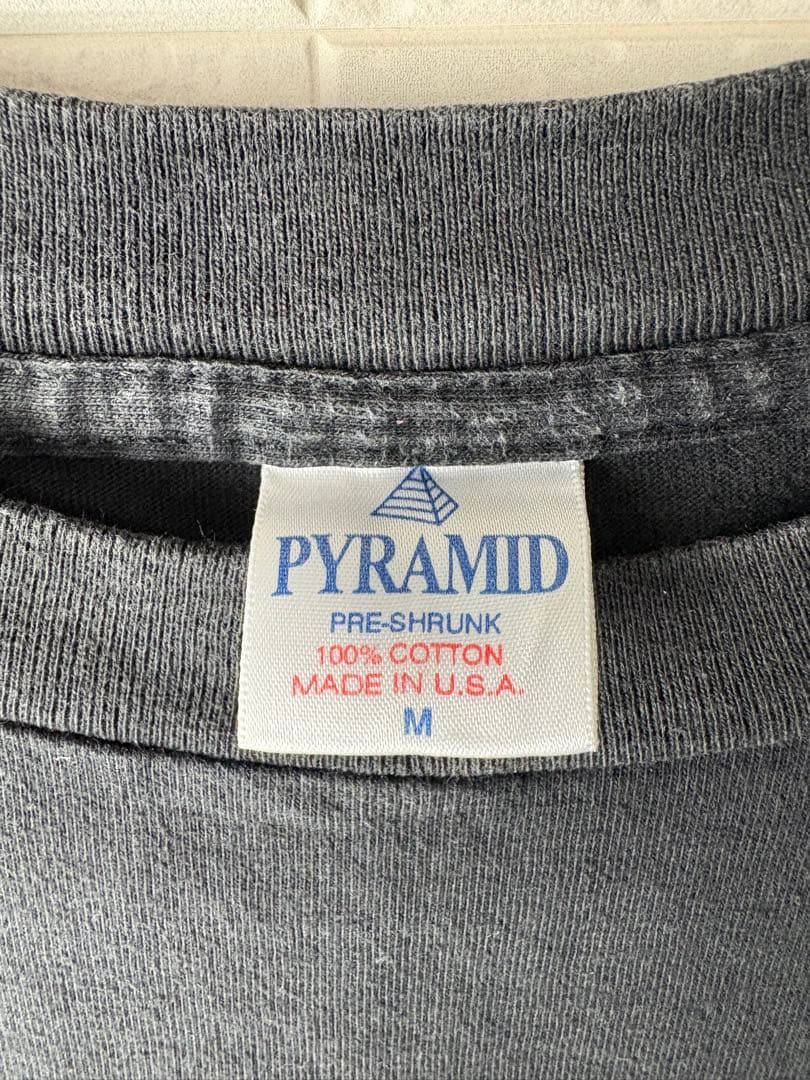 PYRAMID
PRE-SHRUNK
100% COTTON
MADE IN U.S.A.
M